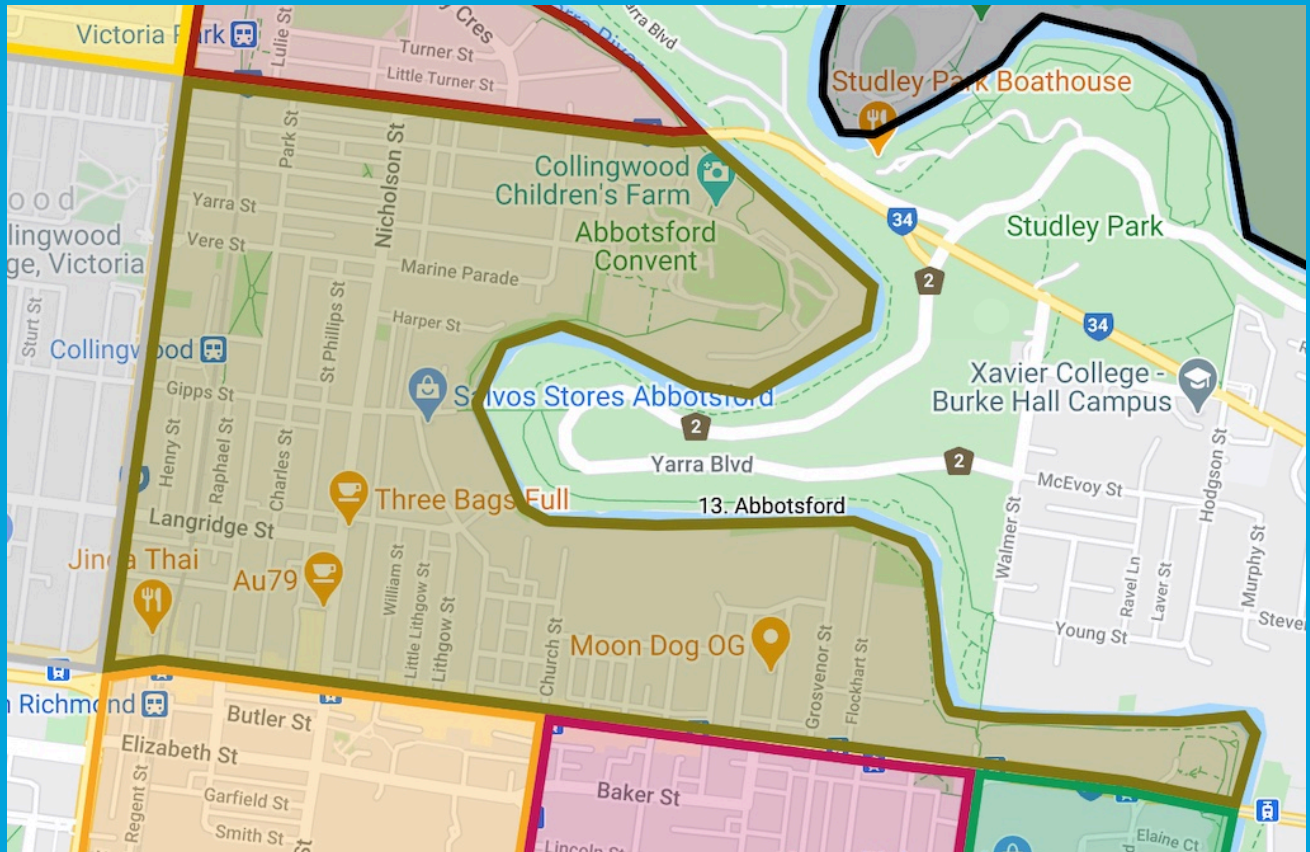 Victoria Park
Lulie St
Turner St
Little Turner St
y Cres
arra River
arra Blvd
Studley Park Boathouse
Park St
Nicholson St
Collingwood
Children's Farm
Abbotsford
Convent
34
Studley Park
Yarra St
Vere St
Marine Parade
ood
lingwood
ge, Victoria
2
Harper St
34
Sturt St
Collingwood
St Phillips St
Gipps St
Salvos Stores Abbotsford
Xavier College -
Burke Hall Campus
2
Yarra Blvd
2
McEvoy St
Hodgson St
Henry St
Raphael St
Charles St
Three Bags Full
13. Abbotsford
Langridge St
Walmer St
Murphy St
Jinda Thai
Au79
William St
Little Lithgow St
Lithgow St
Ravel Ln
Laver St
Church St
Moon Dog OG
Grosvenor St
Flockhart St
Young St
Steve
Richmond
Butler St
Elizabeth St
Regent St
Garfield St
Smith St
St
Baker St
Lincoln St
Elaine Ct